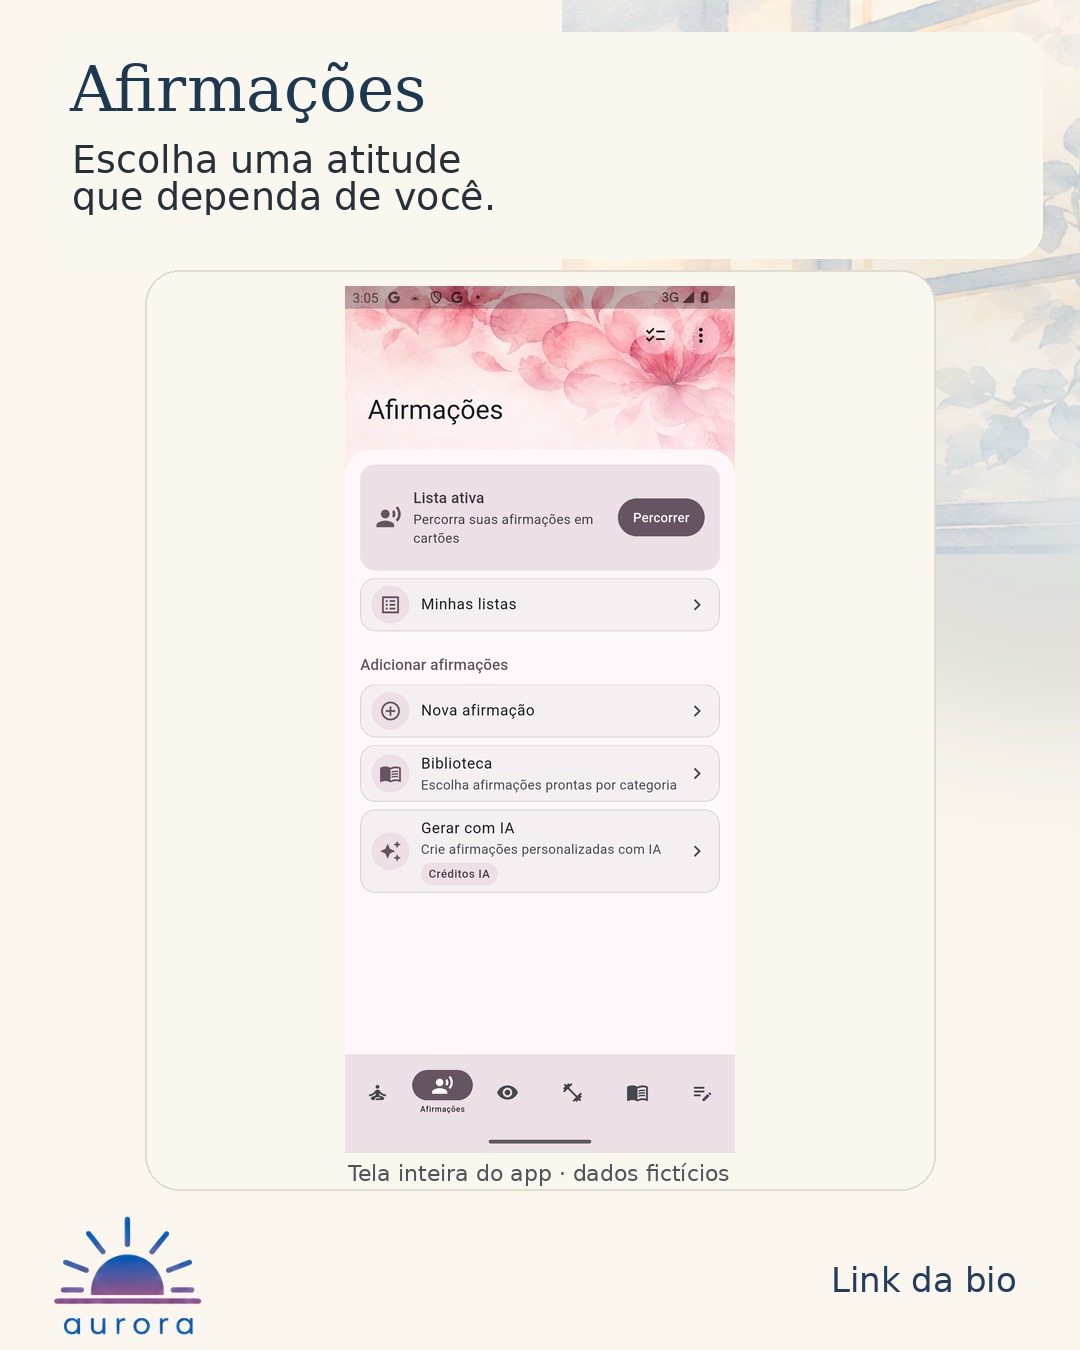 Afirmações
Escolha uma atitude
que dependa de você.
3:05
3G
Afirmações
Lista ativa
Percorra suas afirmações em
cartões
Percorrer
Minhas listas
Adicionar afirmações
Nova afirmação
Biblioteca
Escolha afirmações prontas por categoria
Gerar com IA
Crie afirmações personalizadas com IA
Créditos IA
Afirmações
Tela inteira do app · dados fictícios
aurora
Link da bio